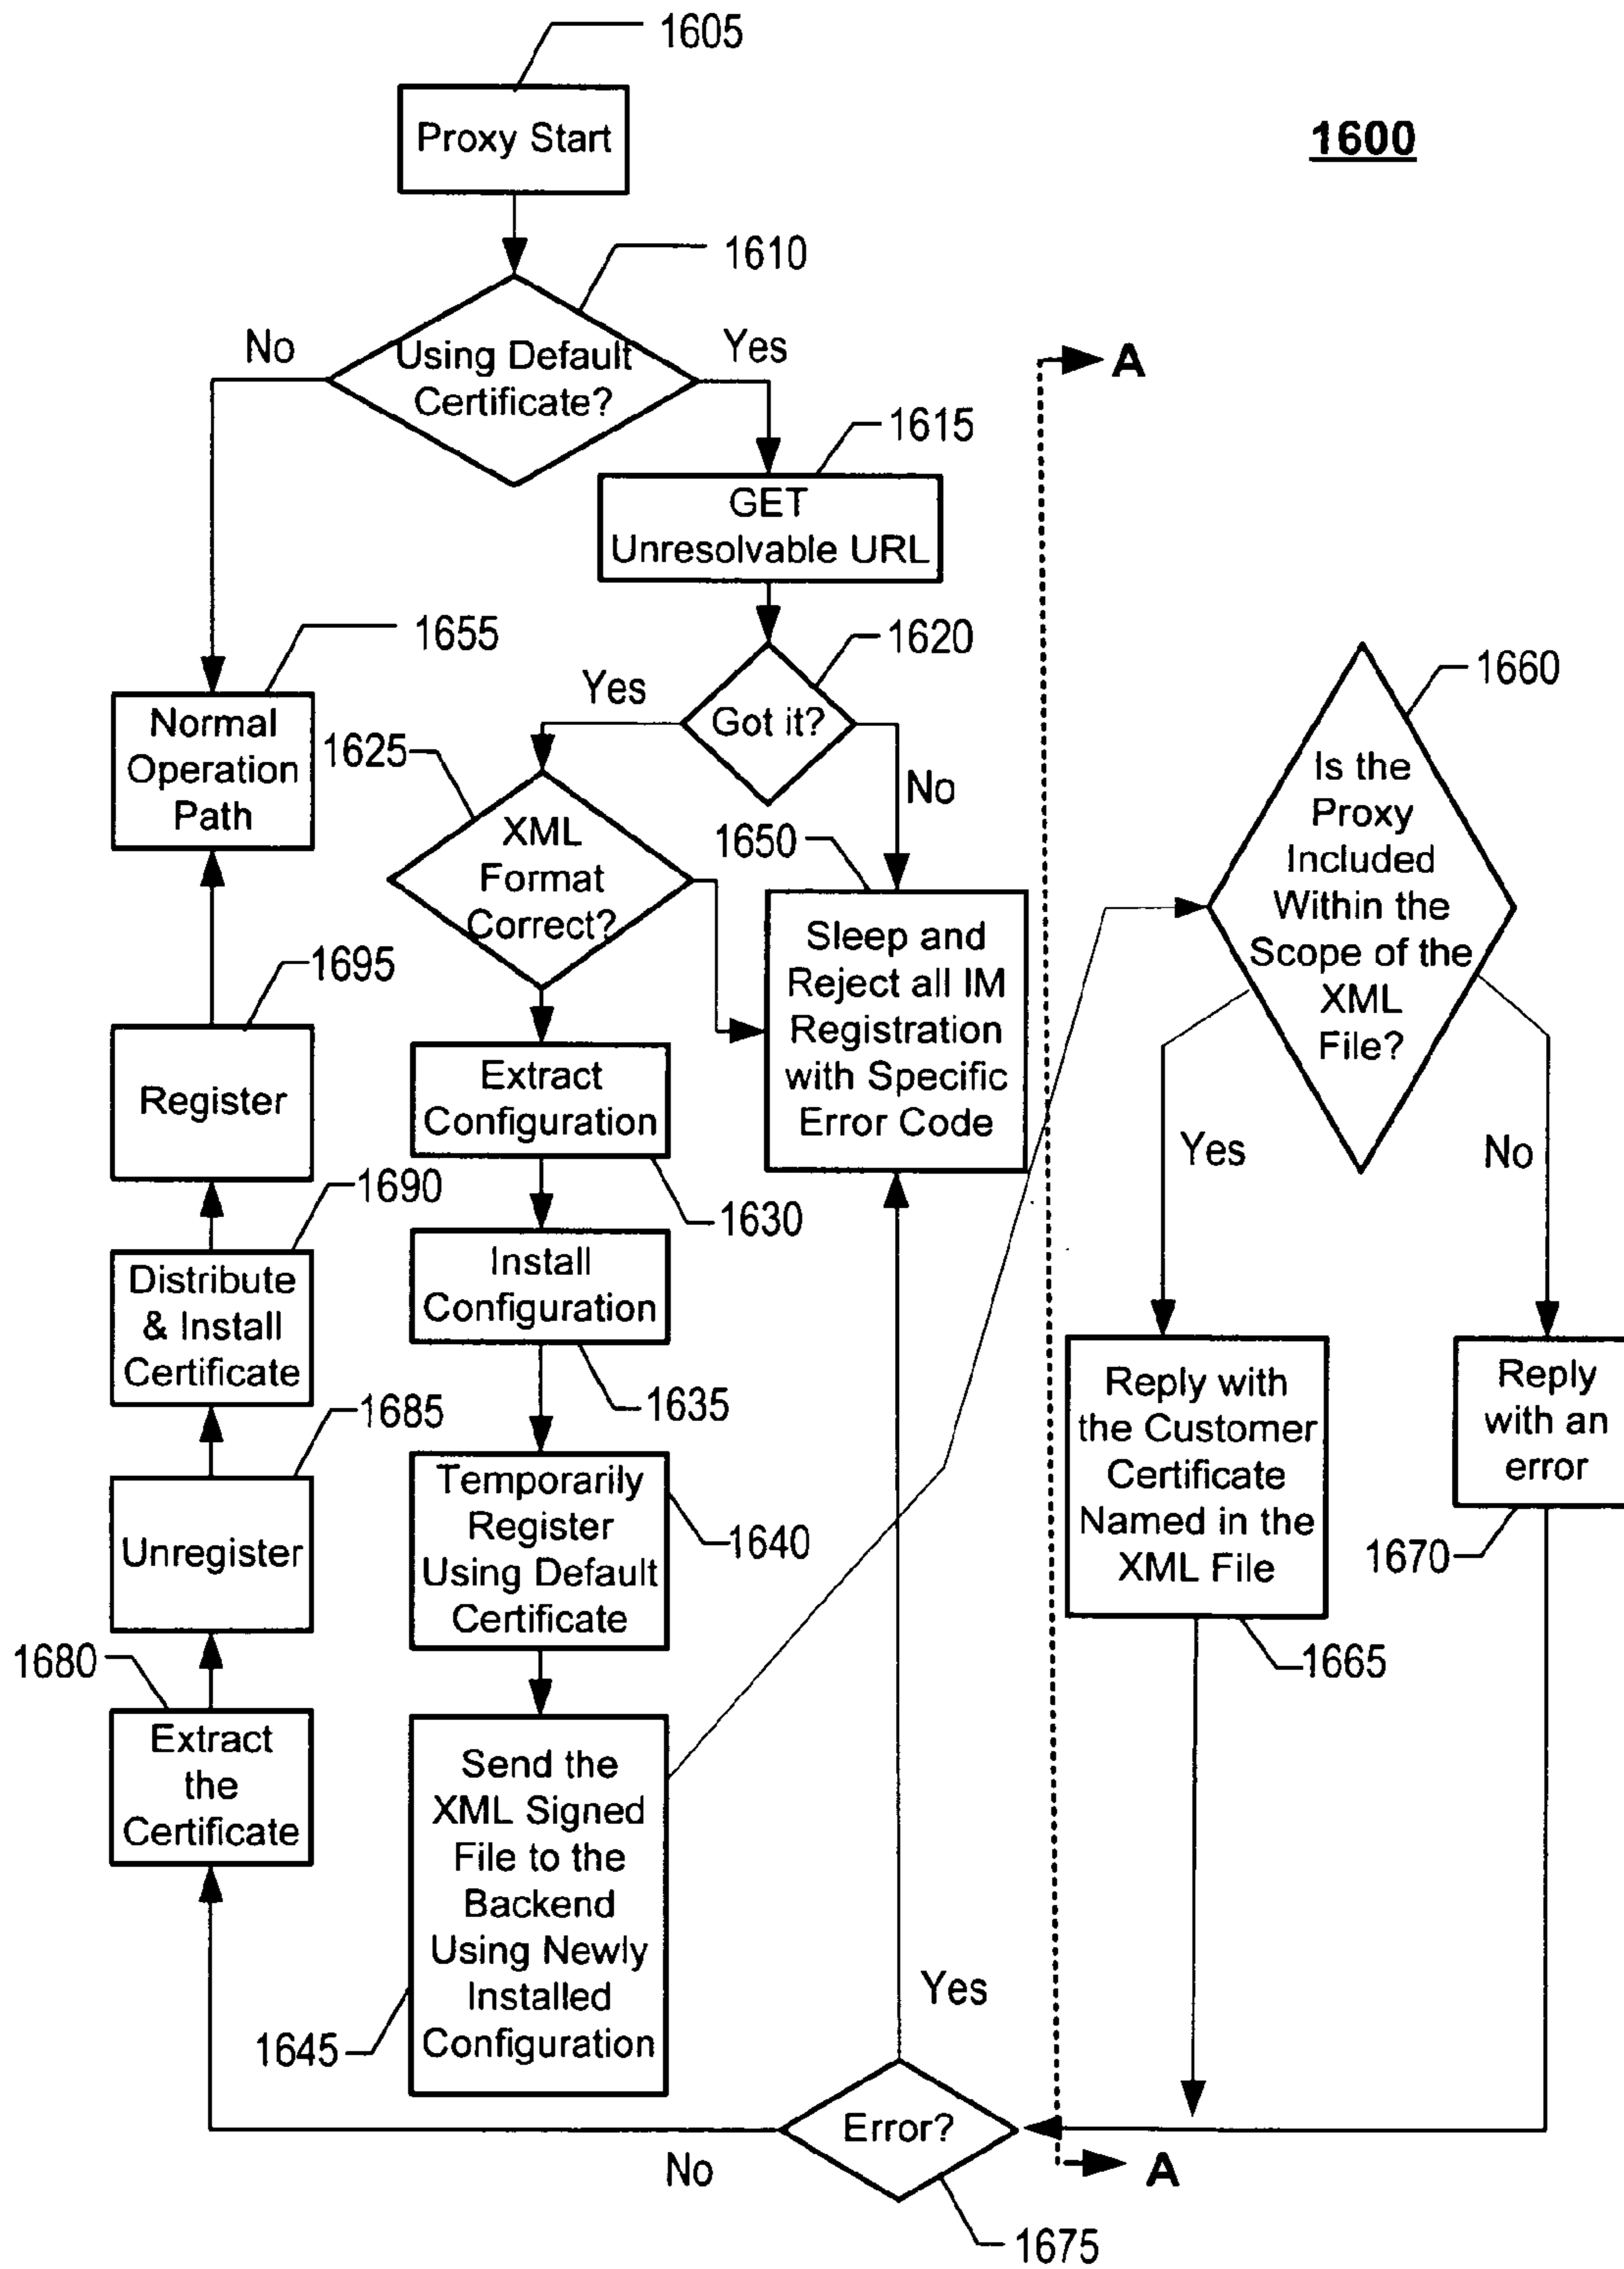 1605
Proxy Start
1600
1610
No
Using Default
Certificate?
Yes
A
1615
GET
Unresolvable URL
1655
1620
Yes
Got it?
No
1660
Normal
Operation
Path
1625
XML
Format
Correct?
1650
Sleep and
Reject all IM
Registration
with Specific
Error Code
Is the
Proxy
Included
Within the
Scope of the
XML
File?
Yes
No
1695
Register
Extract
Configuration
1630
1690
Distribute
& Install
Certificate
Install
Configuration
1635
1685
Unregister
Temporarily
Register
Using Default
Certificate
1640
Reply with
the Customer
Certificate
Named in the
XML File
1665
Reply
with an
error
1670
1680
Extract
the
Certificate
Send the
XML Signed
File to the
Backend
Using Newly
Installed
Configuration
1645
Yes
Error?
No
A
1675